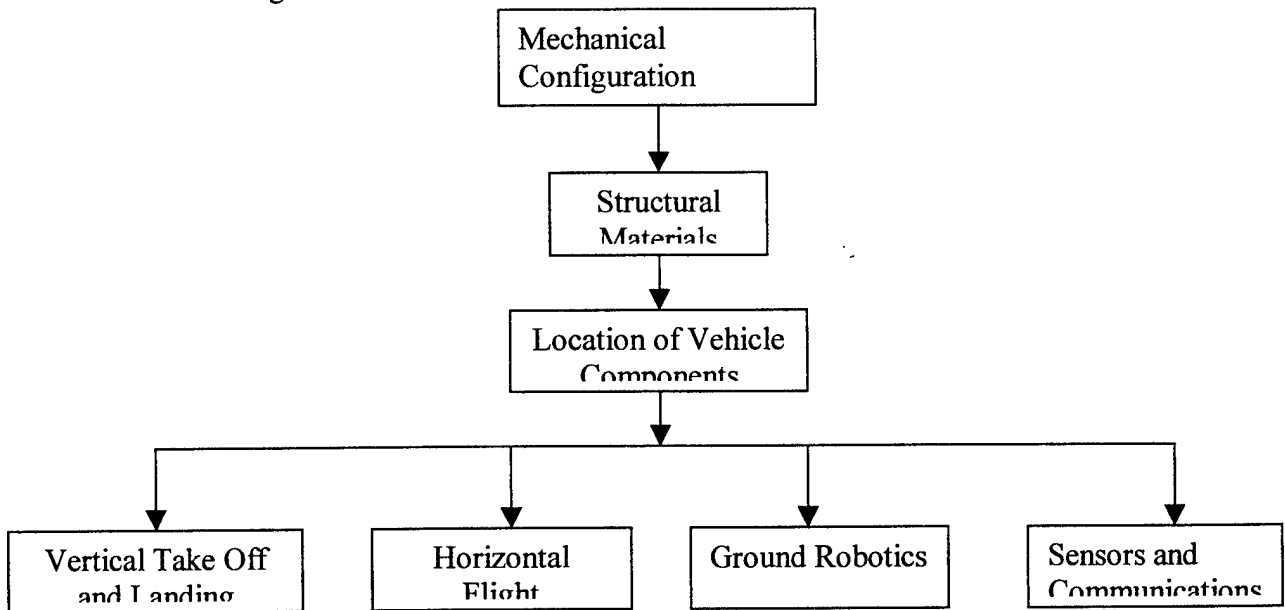 Mechanical
Configuration
Structural
Materials
Location of Vehicle
Components
Vertical Take Off
and Landing
Horizontal
Flight
Ground Robotics
Sensors and
Communications